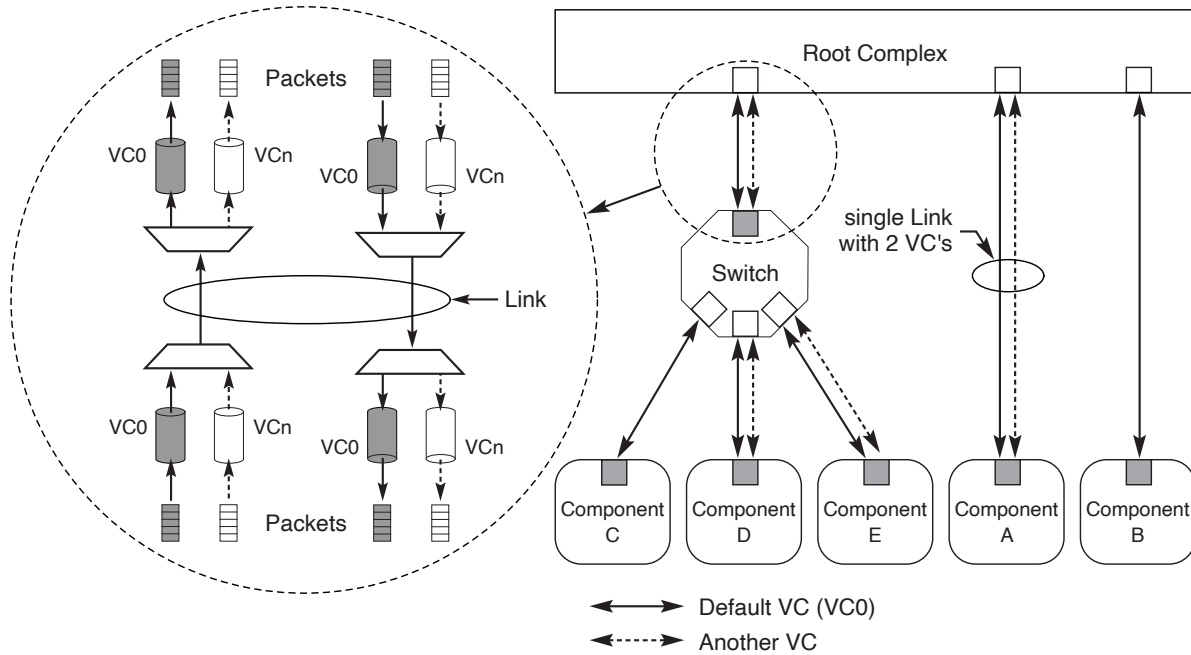 Packets
VC0
VCn
VC0
VCn
Link
VC0
VCn
VC0
VCn
Packets
Root Complex
single Link
with 2 VC's
Switch
Component
C
Component
D
Component
E
Component
A
Component
B
Default VC (VC0)
Another VC